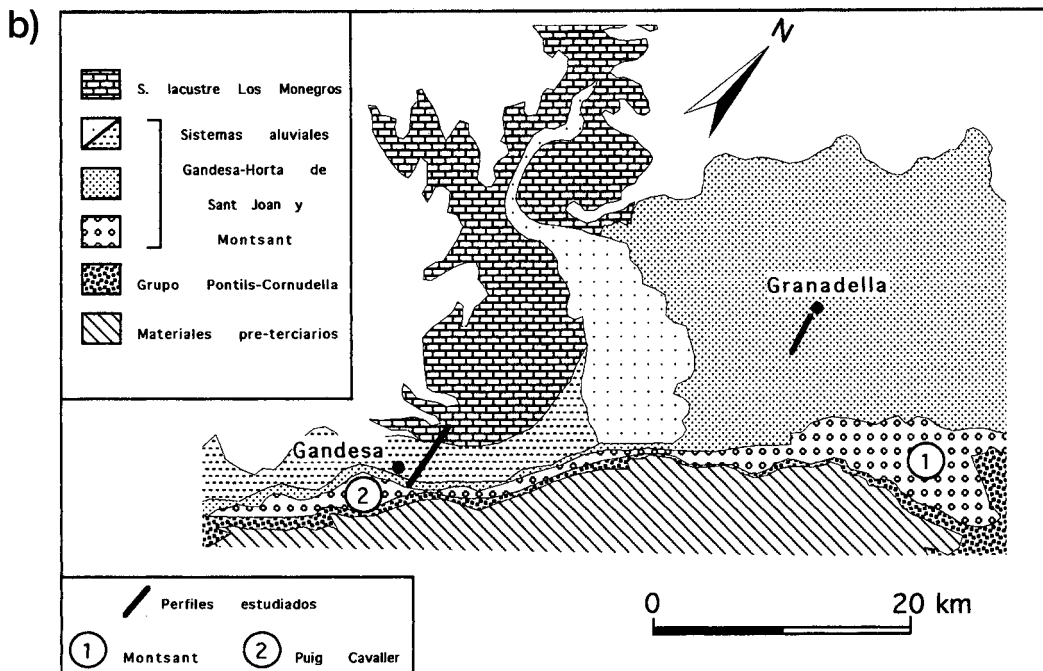 b)
N
S. lacustre Los Monegros
Sistemas aluviales
Gandesa-Horta de
Sant Joan y
Montsant
Grupo Pontils-Cornudella
Materiales pre-terciarios
Granadella
Gandesa
1
2
Perfiles estudiados
1 Montsant 2 Puig Cavaller
0 20 km